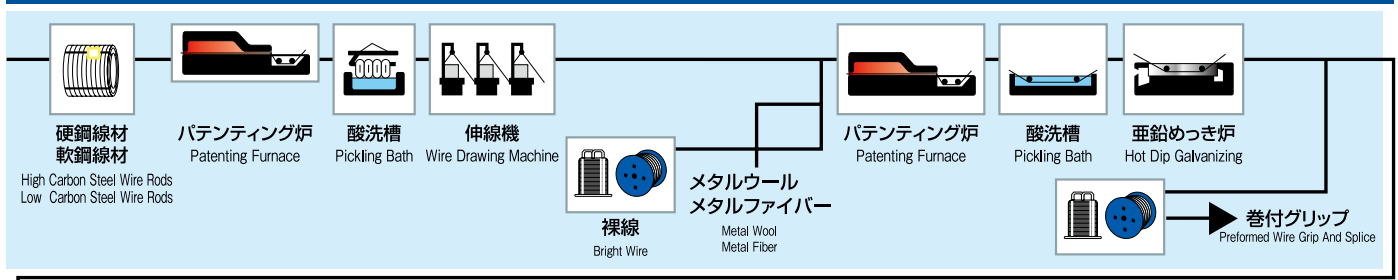 硬鋼線材
軟鋼線材
High Carbon Steel Wire Rods
Low Carbon Steel Wire Rods
パテンティング炉
Patenting Furnace
酸洗槽
Pickling Bath
伸線機
Wire Drawing Machine
裸線
Bright Wire
メタルウール
メタルファイバー
Metal Wool
Metal Fiber
パテンティング炉
Patenting Furnace
酸洗槽
Pickling Bath
亜鉛めっき炉
Hot Dip Galvanizing
巻付グリップ
Preformed Wire Grip And Splice